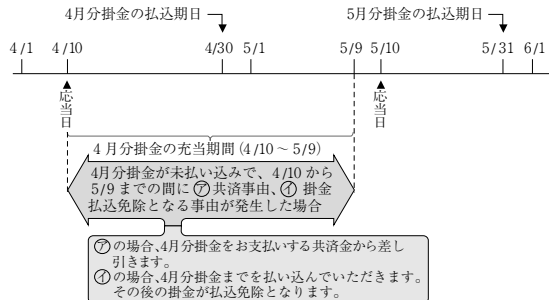 4月分掛金の払込期日
5月分掛金の払込期日
4/1 4/10 4/30 5/1 5/9 5/10 5/31 6/1
応当日
応当日
4月分掛金の充当期間(4/10～5/9)
4月分掛金が未払い込みで、4/10から
5/9までの間に㋐共済事由、㋑掛金
払込免除となる事由が発生した場合
㋐の場合、4月分掛金をお支払いする共済金から差し
引きます。
㋑の場合、4月分掛金までを払い込んでいただきます。
その後の掛金が払込免除となります。